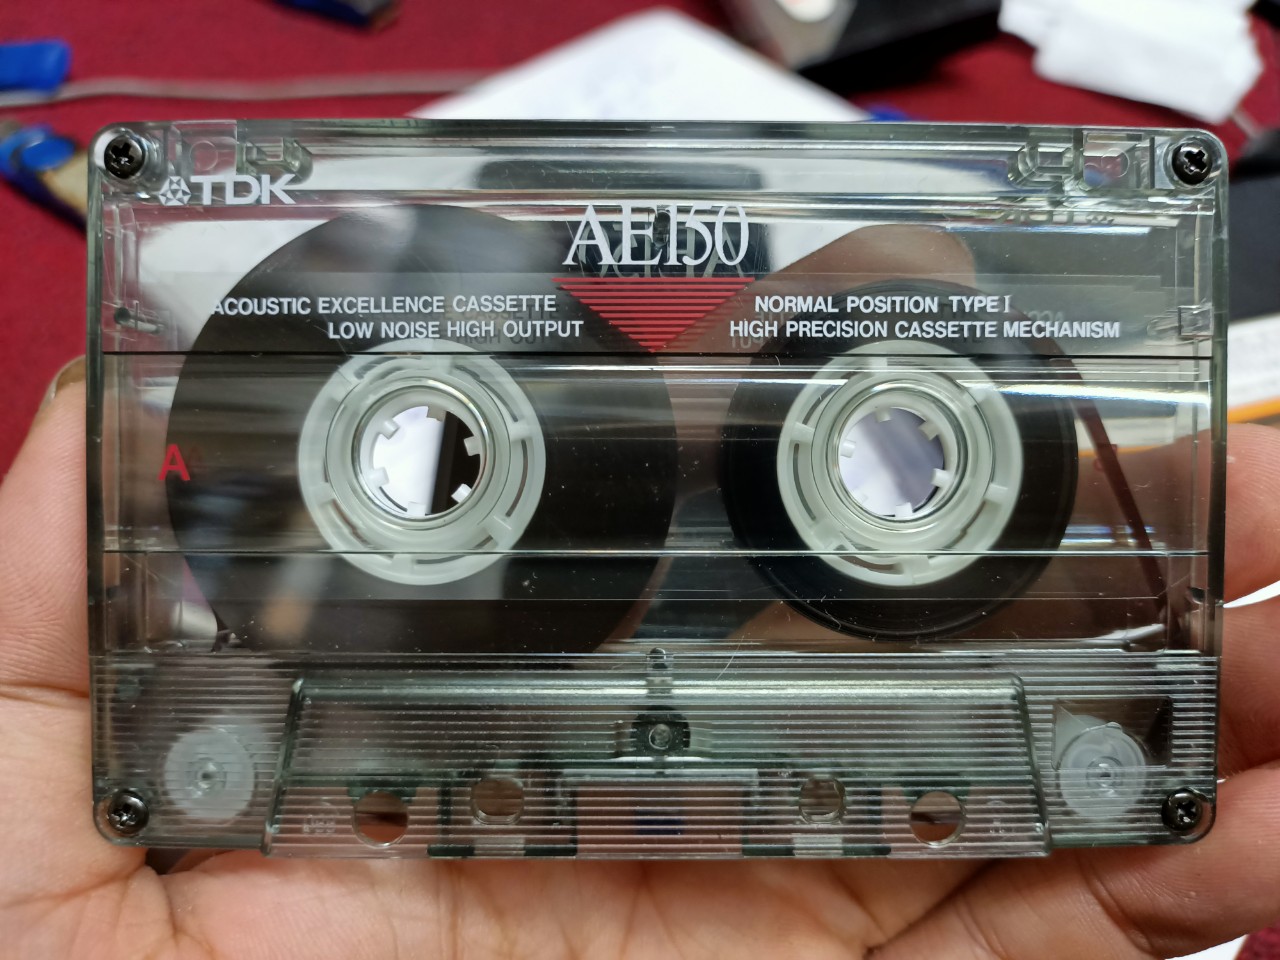 TDK
AE150
ACOUSTIC EXCELLENCE CASSETTE
LOW NOISE HIGH OUTPUT
NORMAL POSITION TYPE I
HIGH PRECISION CASSETTE MECHANISM
A